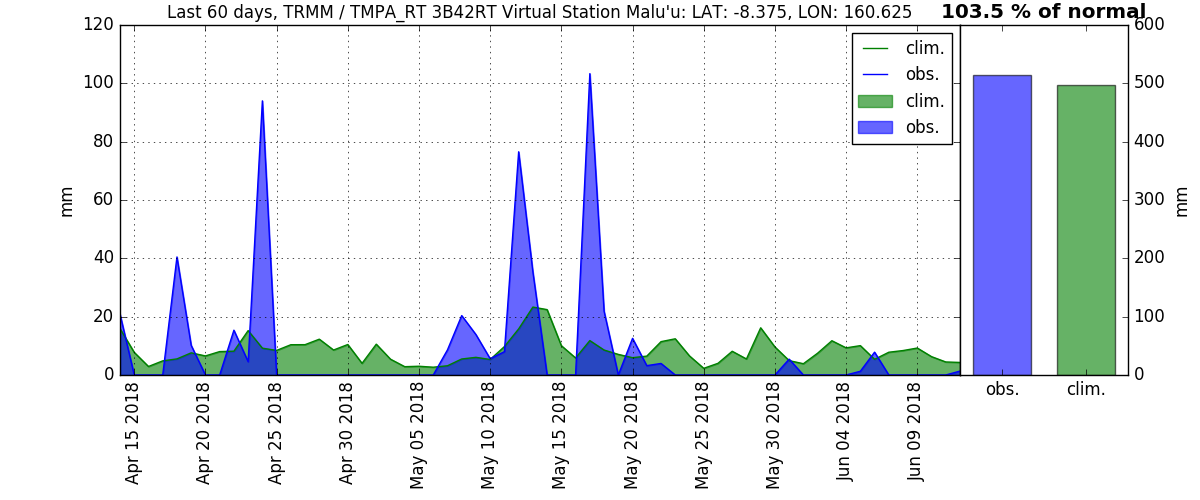 Last 60 days, TRMM / TMPA_RT 3B42RT Virtual Station Malu'u: LAT: -8.375, LON: 160.625
103.5 % of normal
120
100
80
60
40
20
0
mm
clim.
obs.
clim.
obs.
600
500
400
300
200
100
0
mm
obs.
clim.
Apr 15 2018
Apr 20 2018
Apr 25 2018
Apr 30 2018
May 05 2018
May 10 2018
May 15 2018
May 20 2018
May 25 2018
May 30 2018
Jun 04 2018
Jun 09 2018